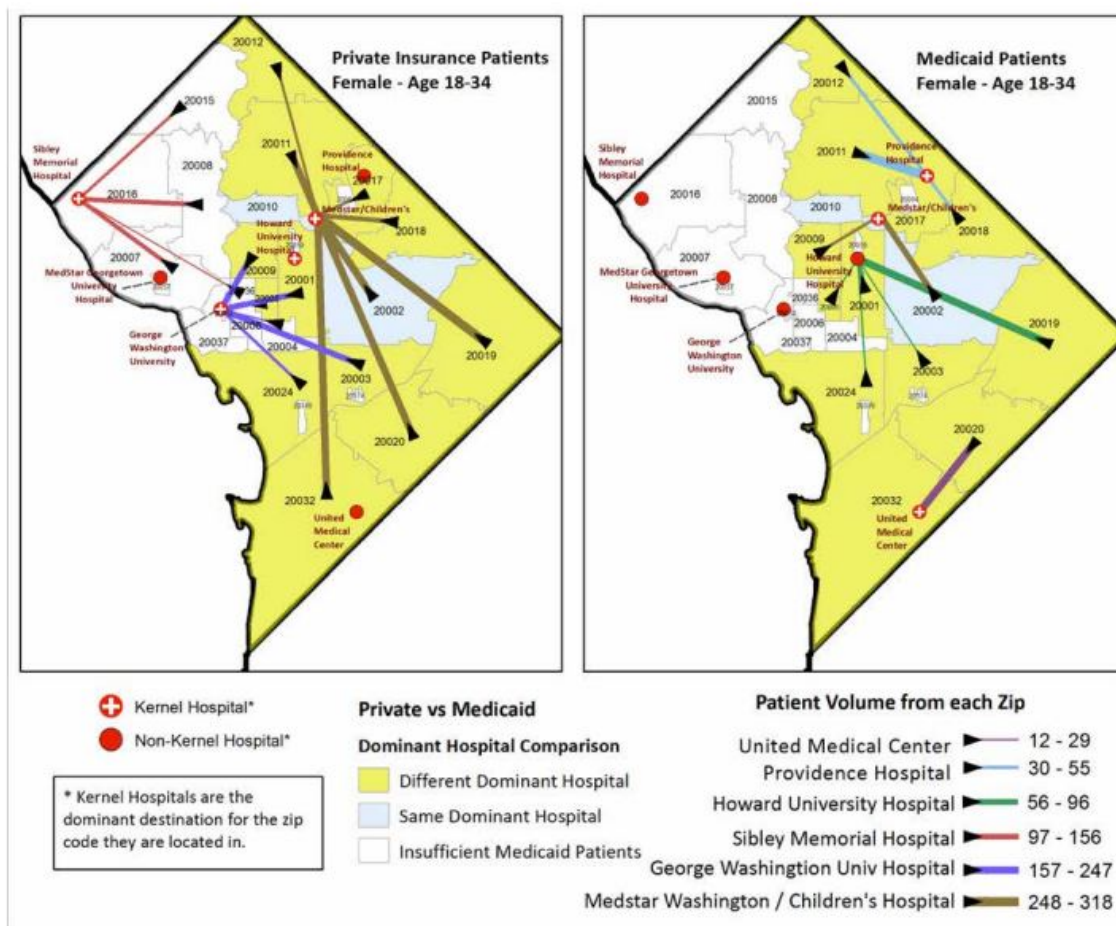 Private Insurance Patients
Female - Age 18-34
20012
20015
Sibley
Memorial
Hospital
20008
20011
Providence
Hospital
20017
20016
20010
Medstar/Children's
20018
Howard
University
Hospital
20007
MedStar Georgetown
University
Hospital
20009
20001
20002
20037
20004
George
Washington
University
20003
20019
20024
20020
20032
United
Medical
Center
Medicaid Patients
Female - Age 18-34
20012
20015
Sibley
Memorial
Hospital
20011
Providence
Hospital
20008
20016
20010
Medstar/Children's
20017
20018
20009
Howard
University
Hospital
20007
MedStar Georgetown
University
Hospital
20036
20001
20002
20006
20037
20004
George
Washington
University
20019
20003
20024
20020
20032
United
Medical
Center
Kernel Hospital*
Non-Kernel Hospital*
* Kernel Hospitals are the
dominant destination for the zip
code they are located in.
Private vs Medicaid
Dominant Hospital Comparison
Different Dominant Hospital
Same Dominant Hospital
Insufficient Medicaid Patients
Patient Volume from each Zip
United Medical Center 12 - 29
Providence Hospital 30 - 55
Howard University Hospital 56 - 96
Sibley Memorial Hospital 97 - 156
George Washingtion Univ Hospital 157 - 247
Medstar Washington / Children's Hospital 248 - 318